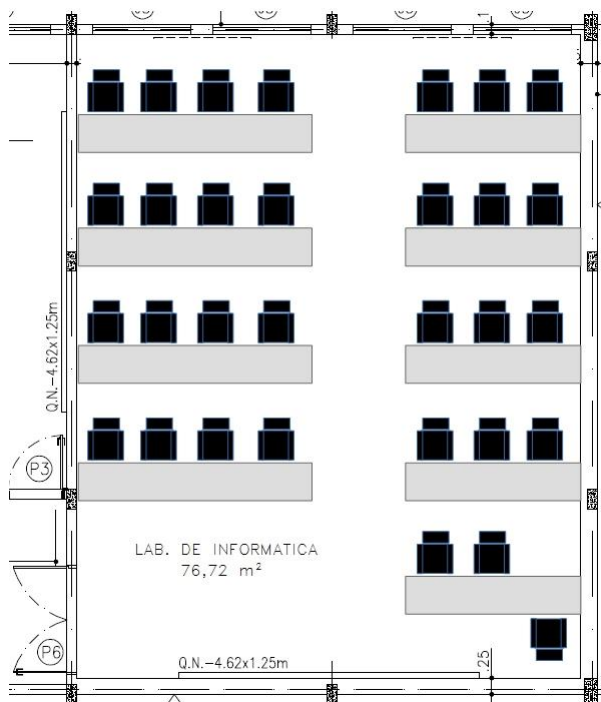 Q.N.-4.62x1.25m
P3
LAB. DE INFORMATICA
76,72 m²
P6
Q.N.-4.62x1.25m
.25